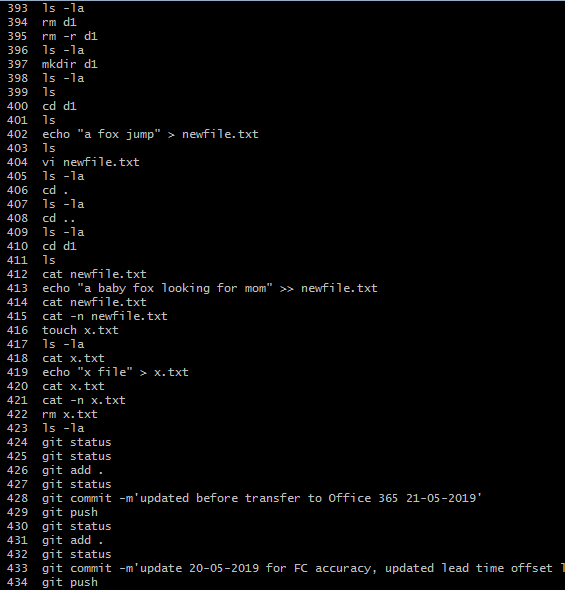 393 ls -la
394 rm d1
395 rm -r d1
396 ls -la
397 mkdir d1
398 ls -la
399 ls
400 cd d1
401 ls
402 echo "a fox jump" > newfile.txt
403 ls
404 vi newfile.txt
405 ls -la
406 cd .
407 ls -la
408 cd ..
409 ls -la
410 cd d1
411 ls
412 cat newfile.txt
413 echo "a baby fox looking for mom" >> newfile.txt
414 cat newfile.txt
415 cat -n newfile.txt
416 touch x.txt
417 ls -la
418 cat x.txt
419 echo "x file" > x.txt
420 cat x.txt
421 cat -n x.txt
422 rm x.txt
423 ls -la
424 git status
425 git status
426 git add .
427 git status
428 git commit -m'updated before transfer to Office 365 21-05-2019'
429 git push
430 git status
431 git add .
432 git status
433 git commit -m'update 20-05-2019 for FC accuracy, updated lead time offset
434 git push